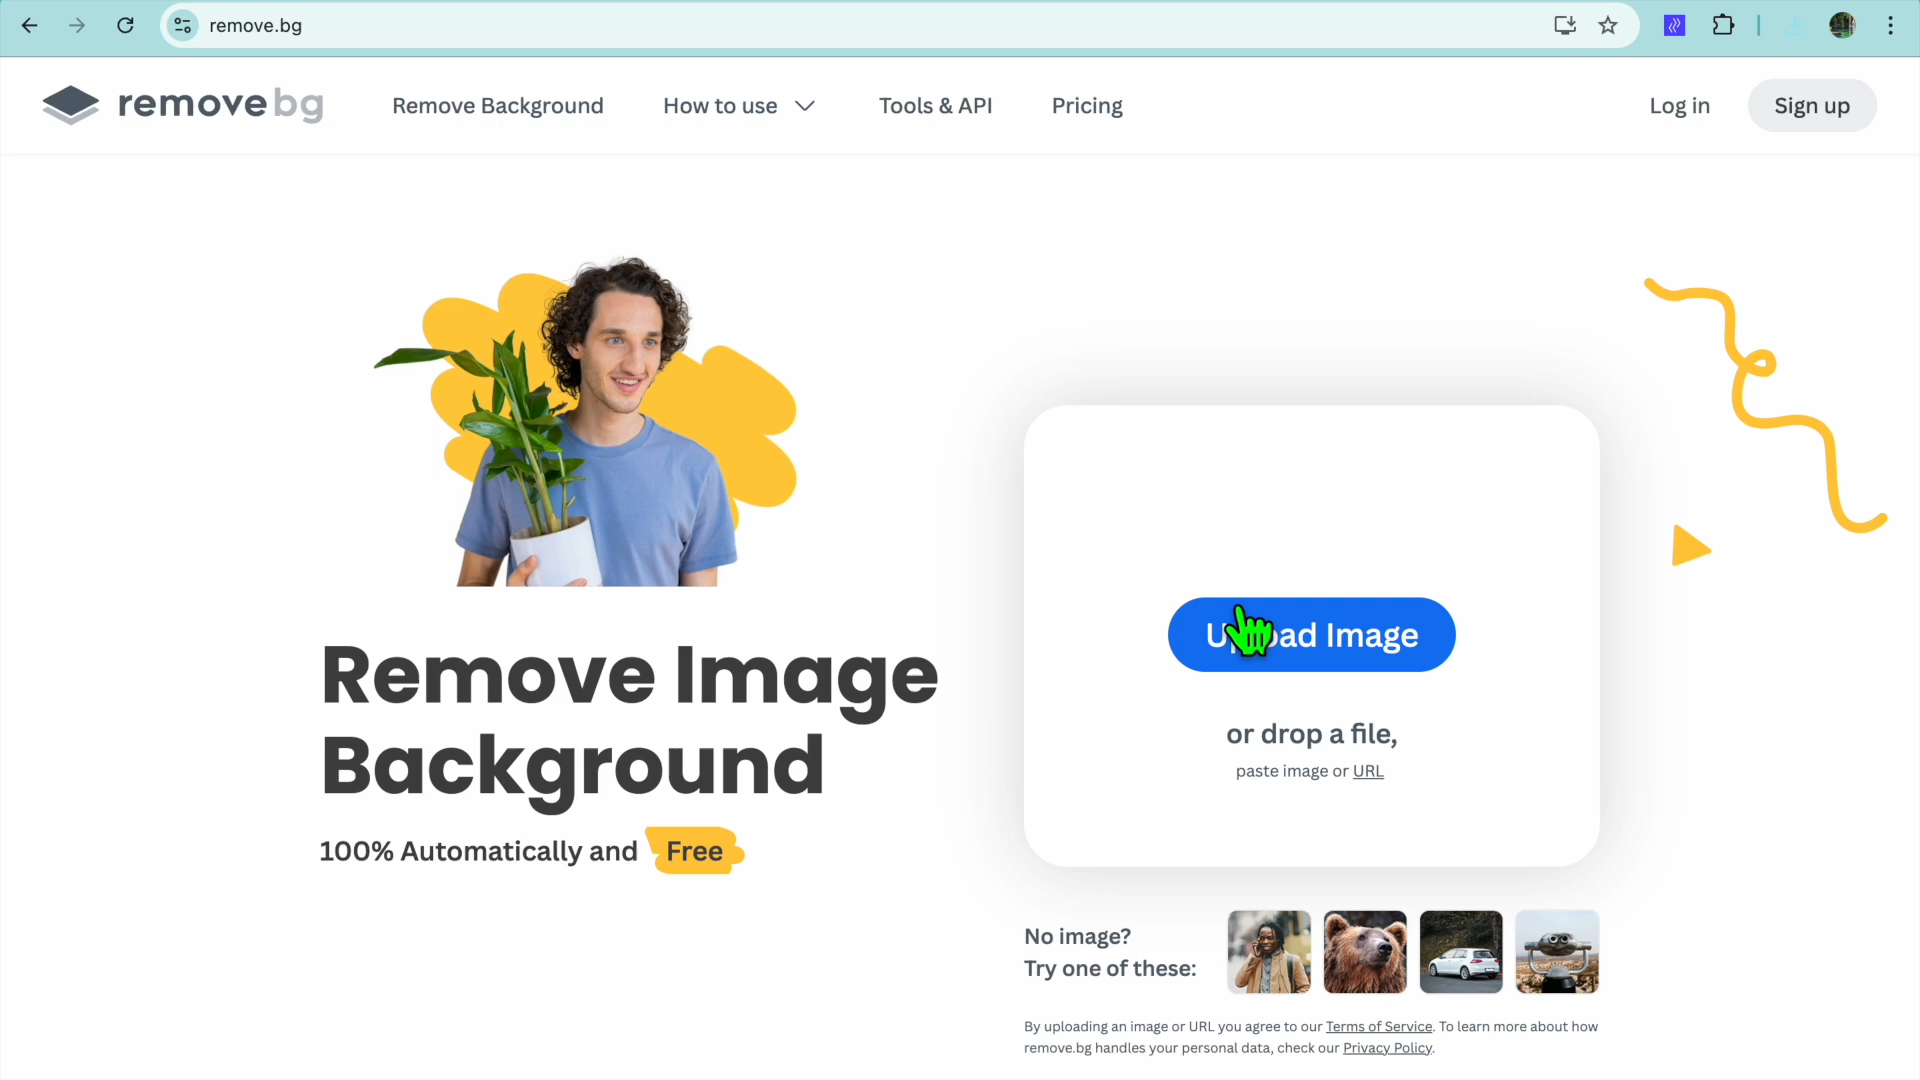 remove.bg
removebg
Remove Background
How to use
Tools & API
Pricing
Log in
Sign up
Remove Image
Background
100% Automatically and Free
Image
or drop a file,
paste image or URL
No image?
Try one of these:
By uploading an image or URL you agree to our Terms of Service. To learn more about how
remove.bg handles your personal data, check our Privacy Policy.